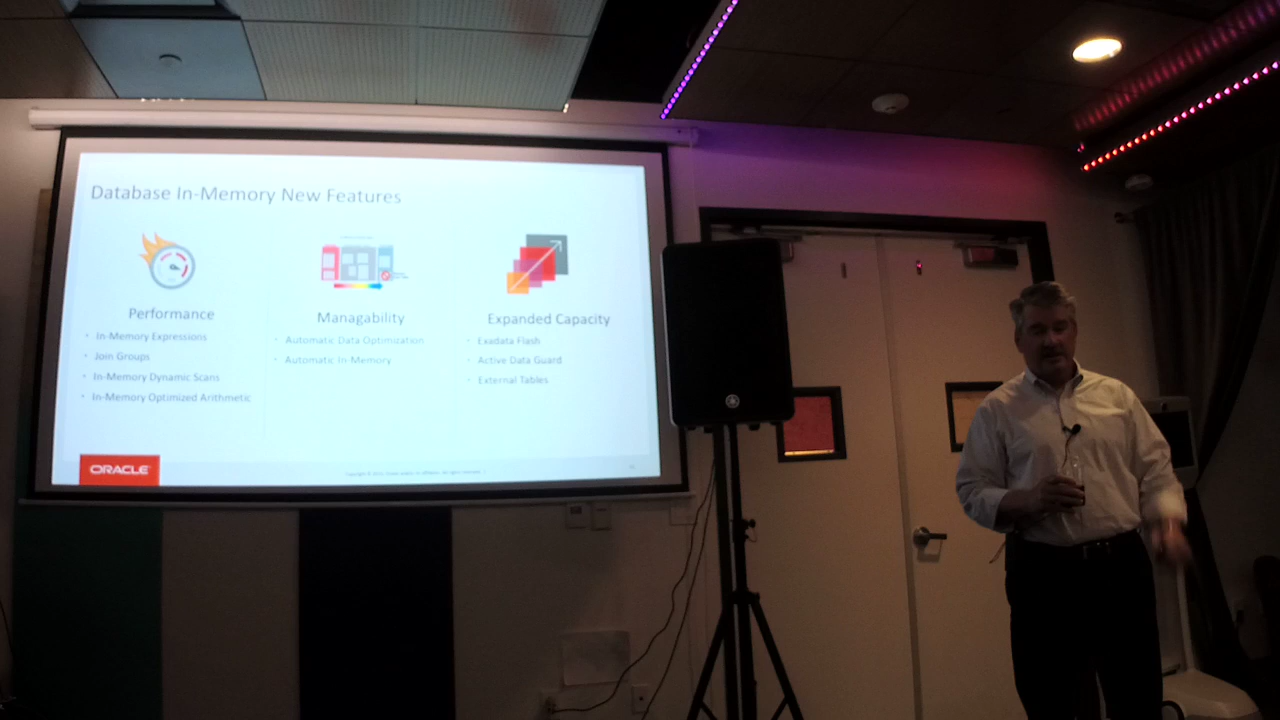 Database In-Memory New Features
Performance
• In-Memory Expressions
• Join Groups
• In-Memory Dynamic Scans
• In-Memory Optimized Arithmetic
Managability
• Automatic Data Optimization
• Automatic In-Memory
Expanded Capacity
• Exadata Flash
• Active Data Guard
• External Tables
ORACLE